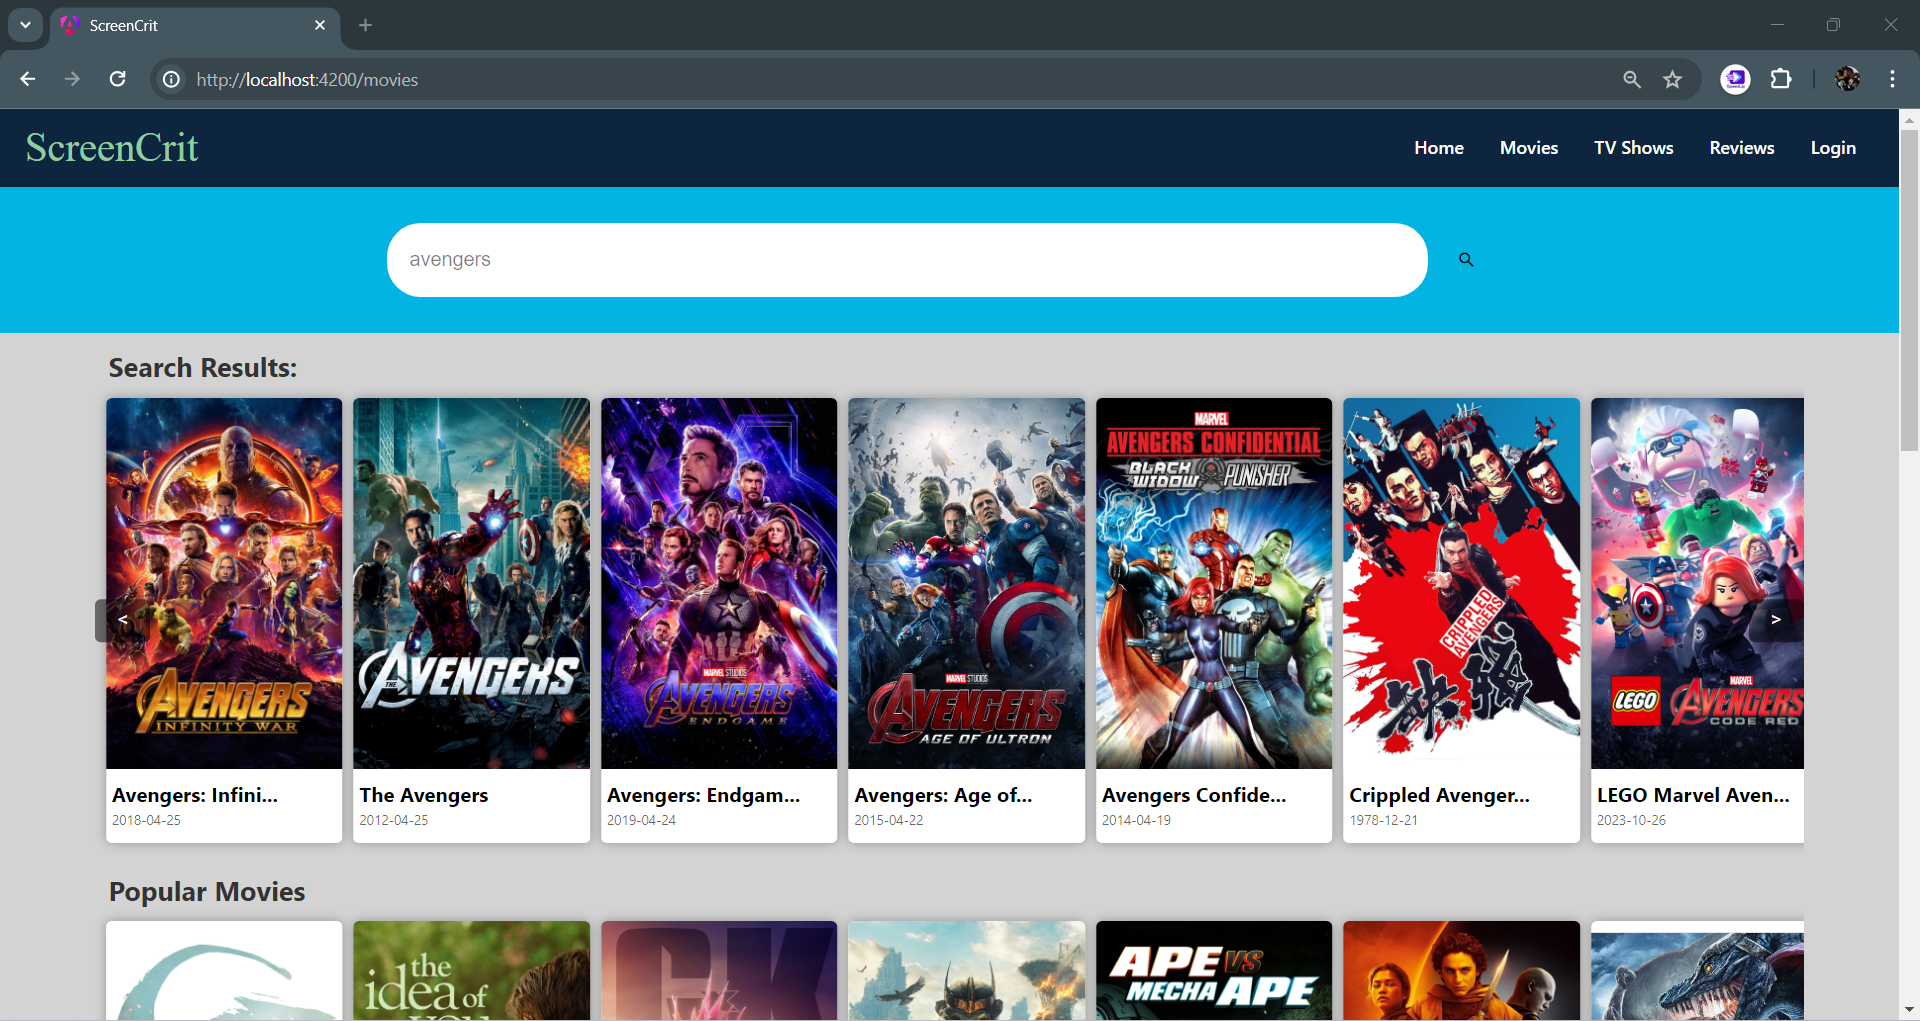 ScreenCrit
http://localhost:4200/movies
ScreenCrit
Home Movies TV Shows Reviews Login
avengers
Search Results:
AVENGERS
INFINITY WAR
THE AVENGERS
MARVEL STUDIOS
AVENGERS
ENDGAME
MARVEL STUDIOS
AVENGERS
AGE OF ULTRON
MARVEL
AVENGERS CONFIDENTIAL
BLACK WIDOW PUNISHER
CRIPPLED
AVENGERS
MARVEL
LEGO AVENGERS
CODE RED
< >
Avengers: Infini...
2018-04-25
The Avengers
2012-04-25
Avengers: Endgam...
2019-04-24
Avengers: Age of...
2015-04-22
Avengers Confide...
2014-04-19
Crippled Avenger...
1978-12-21
LEGO Marvel Aven...
2023-10-26
Popular Movies
the
idea of
YOU
APE VS
MECHA APE